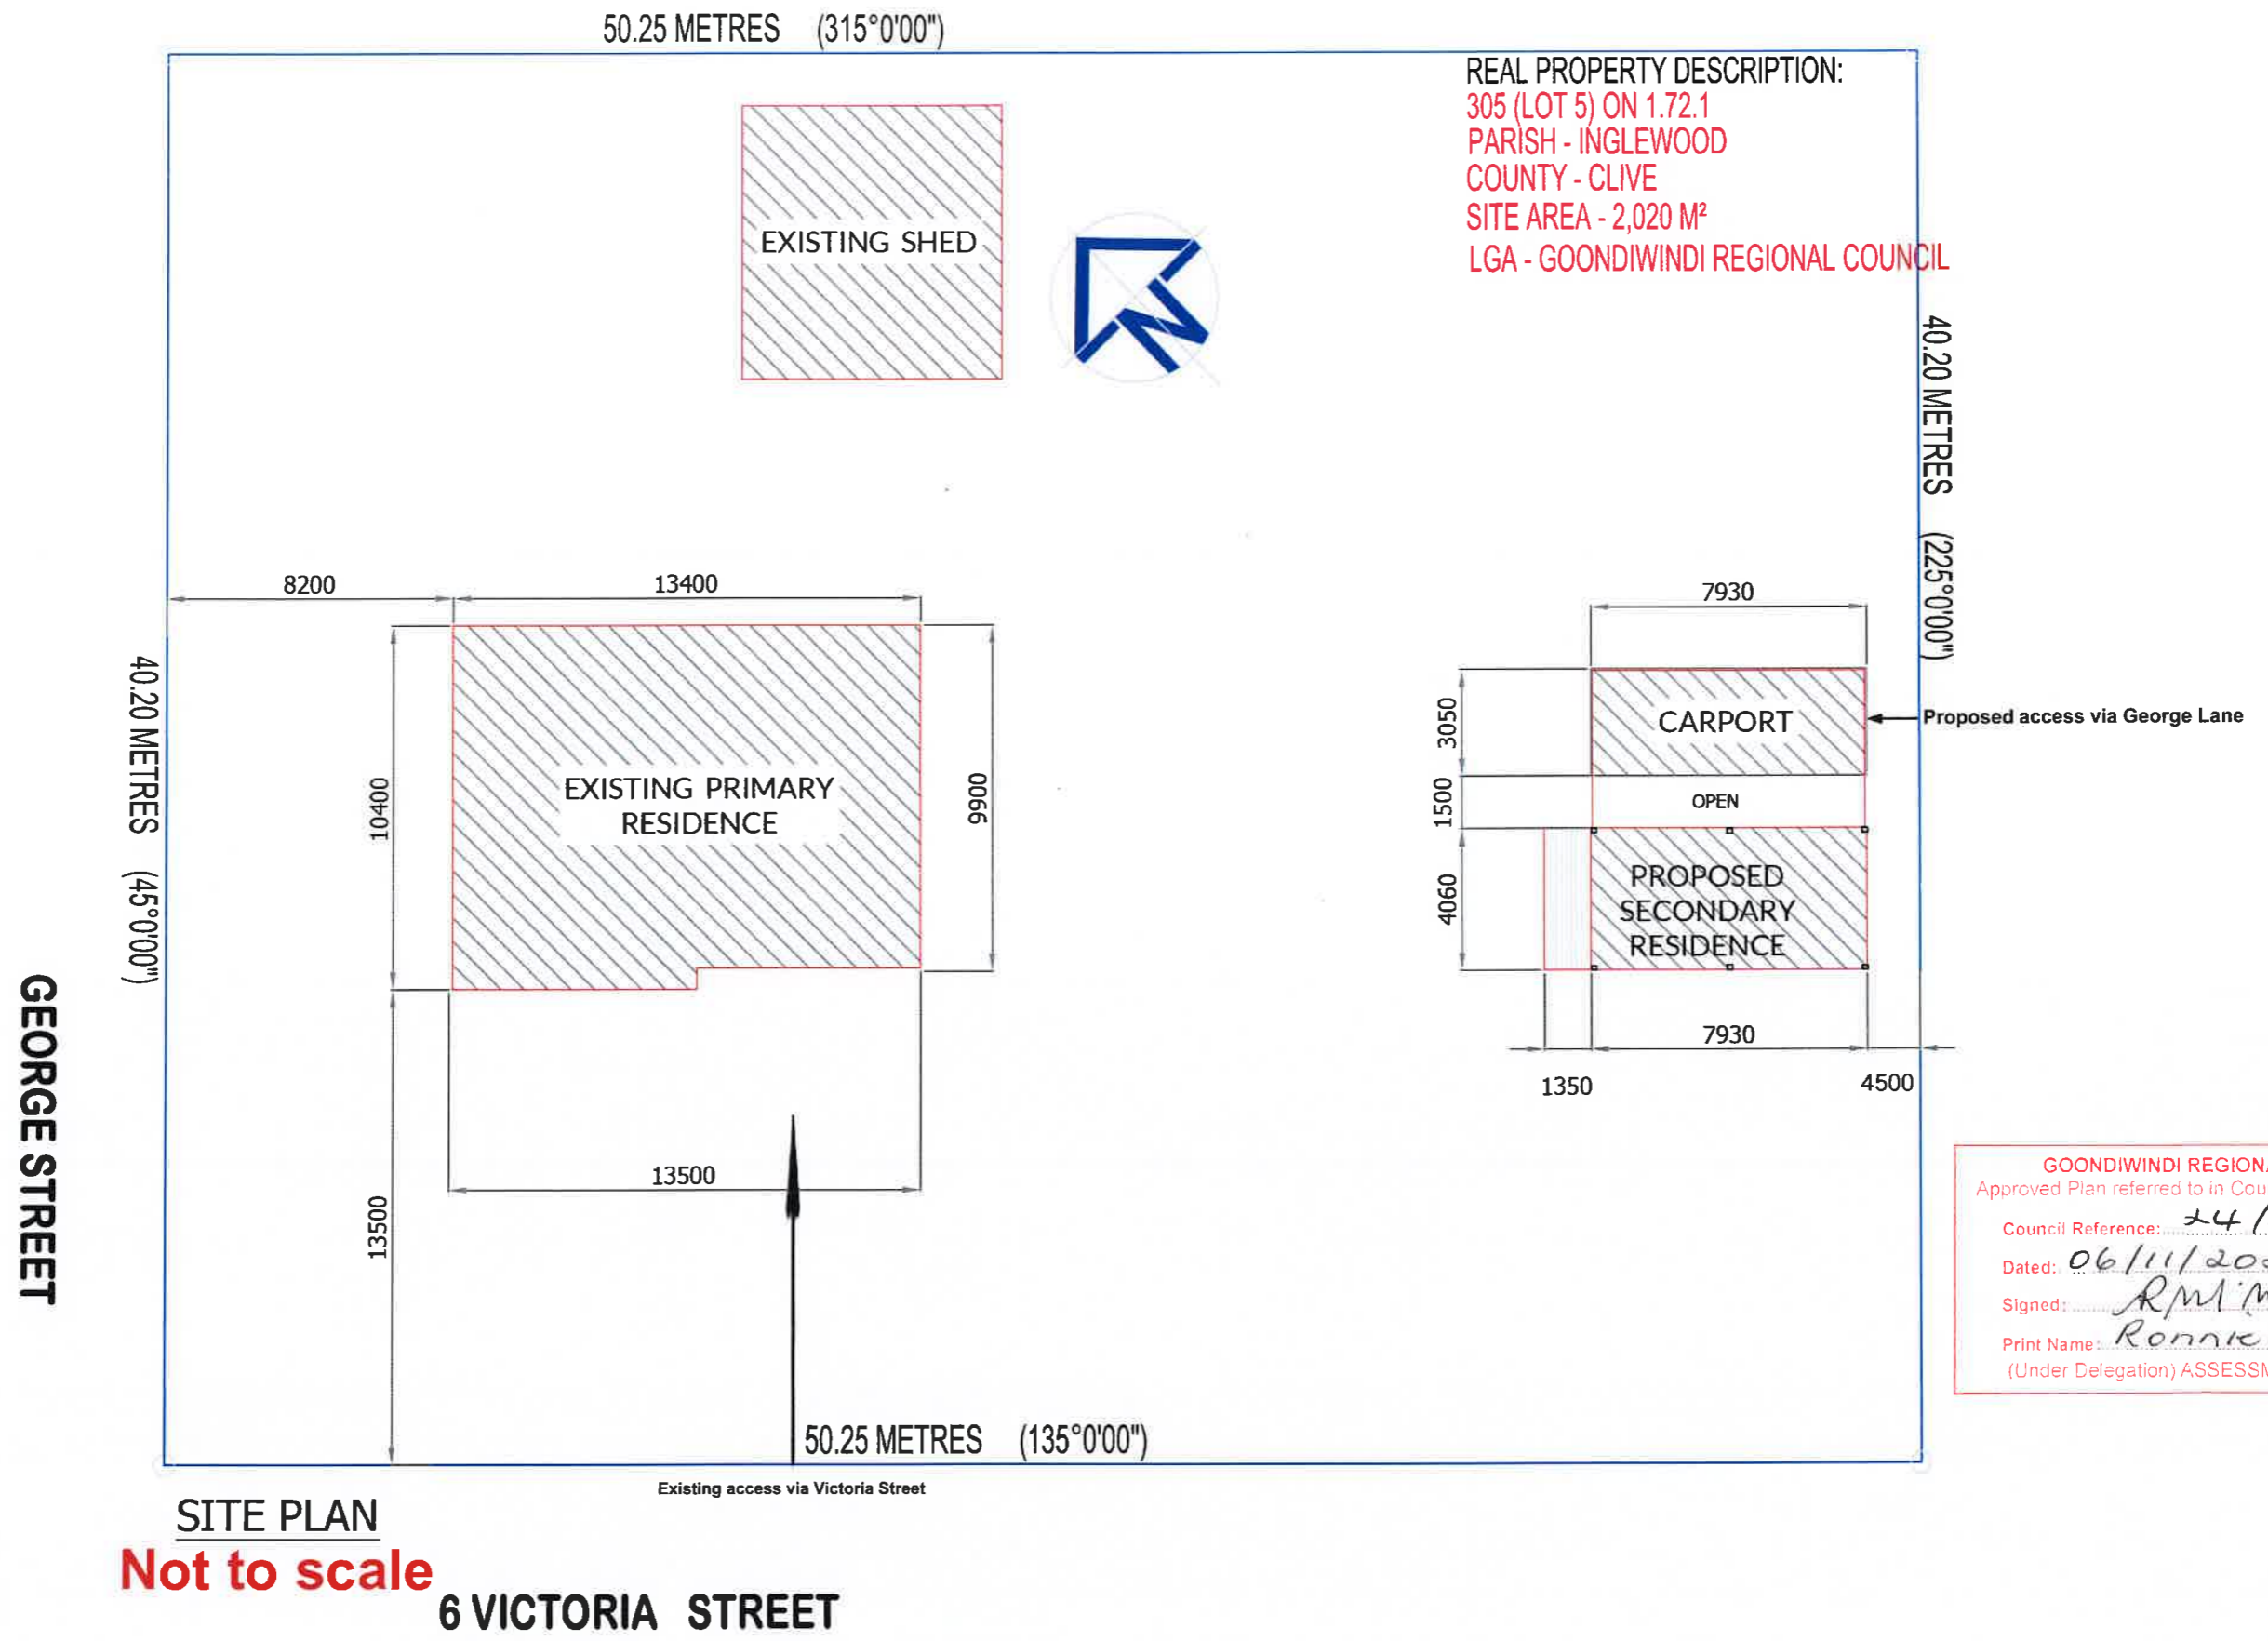 50.25 METRES (315°0'00")
REAL PROPERTY DESCRIPTION:
305 (LOT 5) ON 1.72.1
PARISH - INGLEWOOD
COUNTY - CLIVE
SITE AREA - 2,020 M²
LGA - GOONDIWINDI REGIONAL COUNCIL
EXISTING SHED
N
40.20 METRES (225°0'00")
8200
13400
7930
40.20 METRES (45°0'00")
10400
EXISTING PRIMARY
RESIDENCE
9900
3050
CARPORT
Proposed access via George Lane
1500
OPEN
4060
PROPOSED
SECONDARY
RESIDENCE
7930
1350
4500
GEORGE STREET
13500
13500
GOONDIWINDI REGION
Approved Plan referred to in Cou
Council Reference: 24/
Dated: 06/11/20
Signed:
Print Name: Ronnie
(Under Delegation) ASSESSM
50.25 METRES (135°0'00")
Existing access via Victoria Street
SITE PLAN
Not to scale
6 VICTORIA STREET